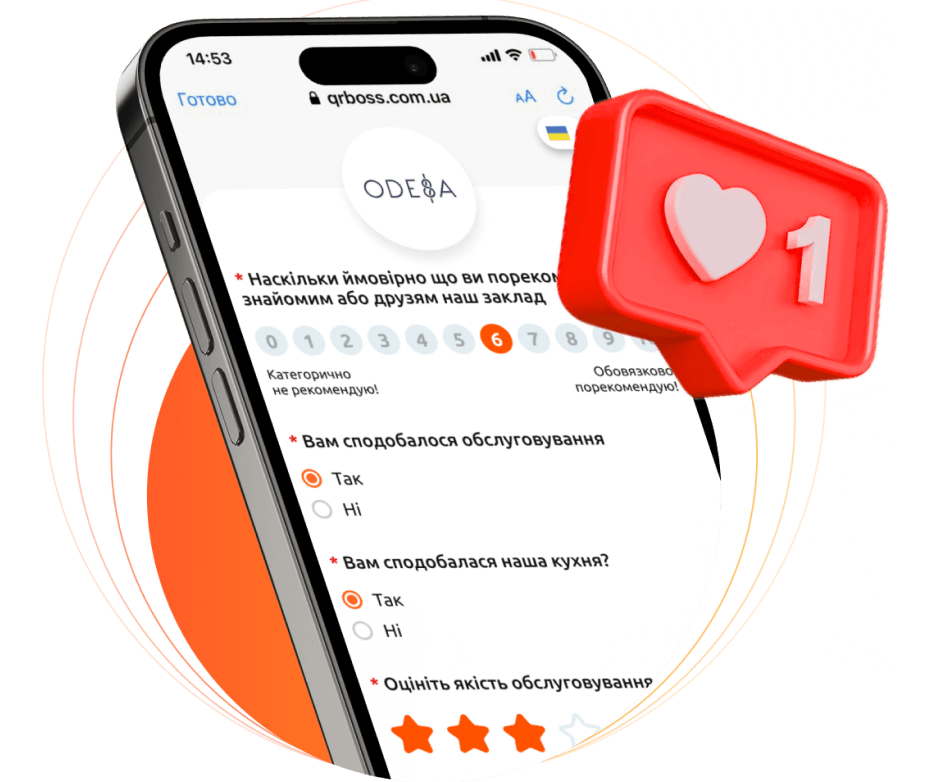 14:53
Готово
qrboss.com.ua
AA
ODESA
* Наскільки ймовірно що ви
знайомим або друзям наш заклад
0 1 2 3 4 5 6 7 8 9
Категорично
не рекомендую!
Обовязково
порекомендую!
* Вам сподобалося обслуговування
Так
Ні
* Вам сподобалася наша кухня?
Так
Ні
* Оцініть якість обслуговування
1